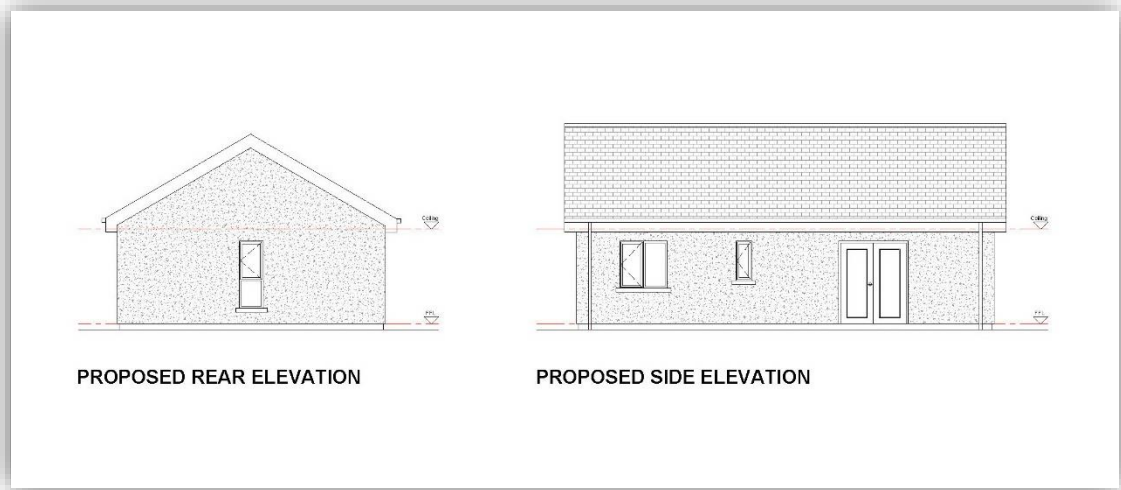 Ceiling
Ceiling
FFL
FFL
PROPOSED REAR ELEVATION
PROPOSED SIDE ELEVATION